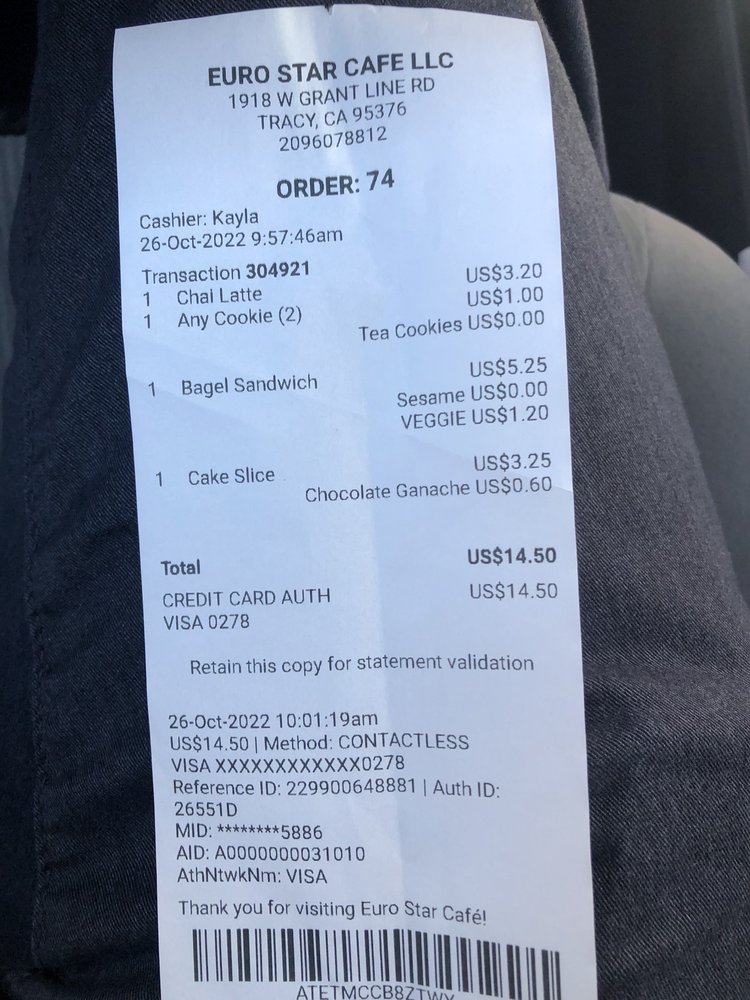 EURO STAR CAFE LLC
1918 W GRANT LINE RD
TRACY, CA 95376
2096078812
ORDER: 74
Cashier: Kayla
26-Oct-2022 9:57:46am
Transaction 304921
1 Chai Latte US$3.20
1 Any Cookie (2) US$1.00
Tea Cookies US$0.00
1 Bagel Sandwich US$5.25
Sesame US$0.00
VEGGIE US$1.20
1 Cake Slice US$3.25
Chocolate Ganache US$0.60
Total US$14.50
CREDIT CARD AUTH US$14.50
VISA 0278
Retain this copy for statement validation
26-Oct-2022 10:01:19am
US$14.50 | Method: CONTACTLESS
VISA XXXXXXXXXXXX0278
Reference ID: 229900648881 | Auth ID:
26551D
MID: ********5886
AID: A0000000031010
AthNtwkNm: VISA
Thank you for visiting Euro Star Café!